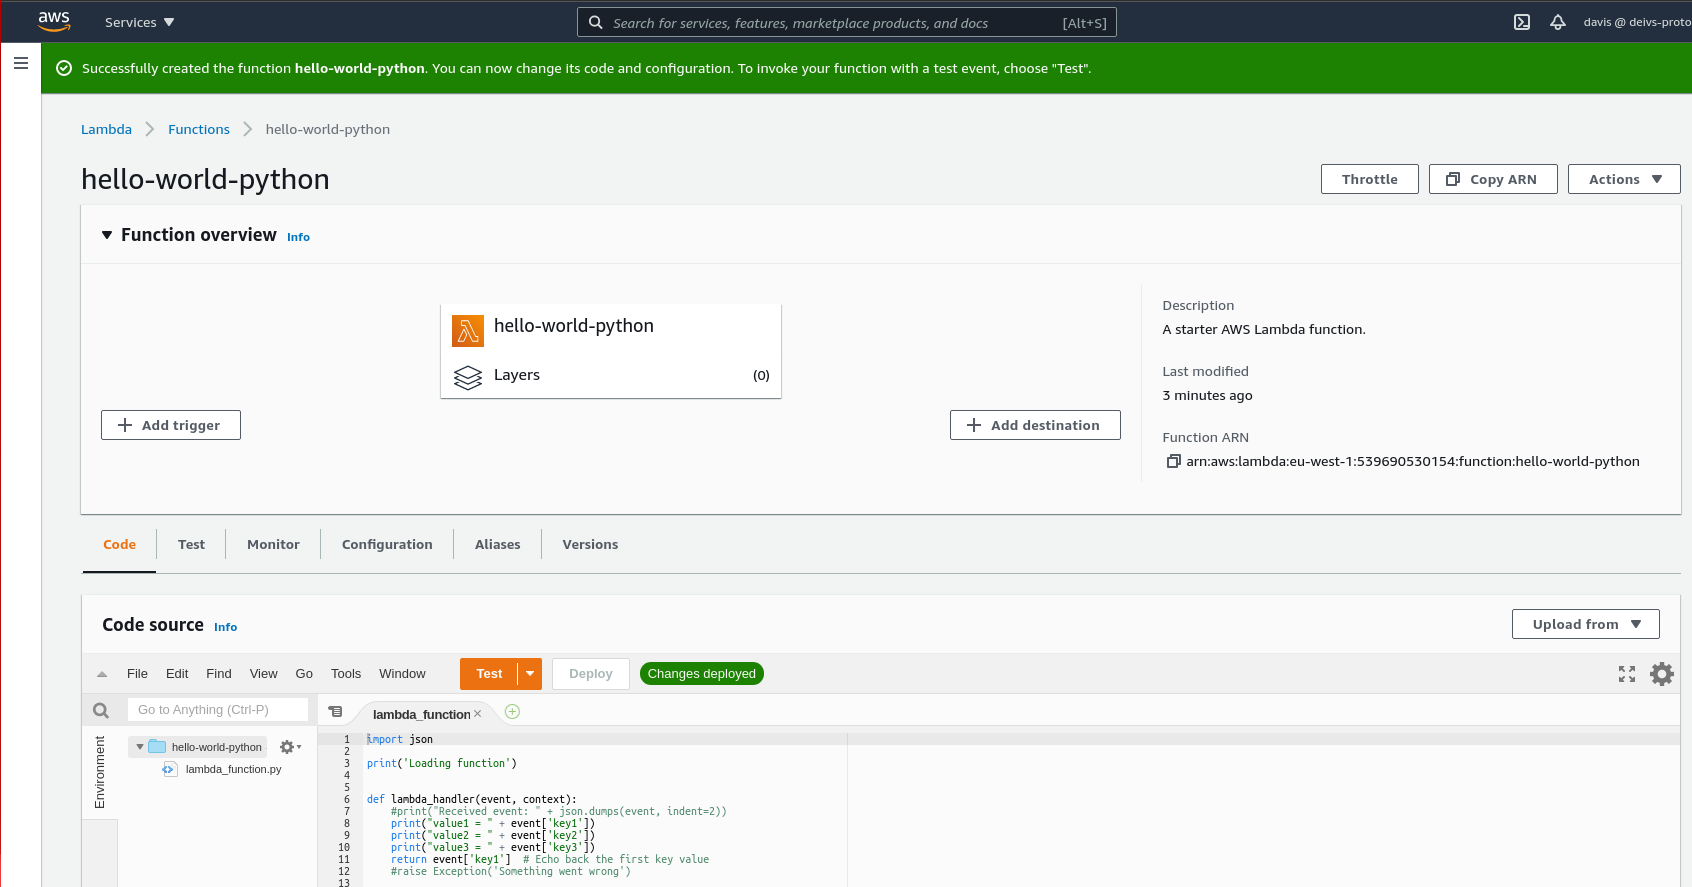 aws Services Search for services, features, marketplace products, and docs [Alt+S] davis @ deivs-proto
Successfully created the function hello-world-python. You can now change its code and configuration. To invoke your function with a test event, choose "Test".
Lambda Functions hello-world-python
hello-world-python Throttle Copy ARN Actions
Function overview Info
hello-world-python
Layers (0)
Add trigger
Add destination
Description
A starter AWS Lambda function.
Last modified
3 minutes ago
Function ARN
arn:aws:lambda:eu-west-1:539690530154:function:hello-world-python
Code Test Monitor Configuration Aliases Versions
Code source Info Upload from
File Edit Find View Go Tools Window Test Deploy Changes deployed
Go to Anything (Ctrl-P) lambda_function
Environment
hello-world-python
lambda_function.py
1 import json
2
3 print('Loading function')
4
5
6 def lambda_handler(event, context):
7 #print("Received event: " + json.dumps(event, indent=2))
8 print("value1 = " + event['key1'])
9 print("value2 = " + event['key2'])
10 print("value3 = " + event['key3'])
11 return event['key1']  # Echo back the first key value
12 #raise Exception('Something went wrong')
13